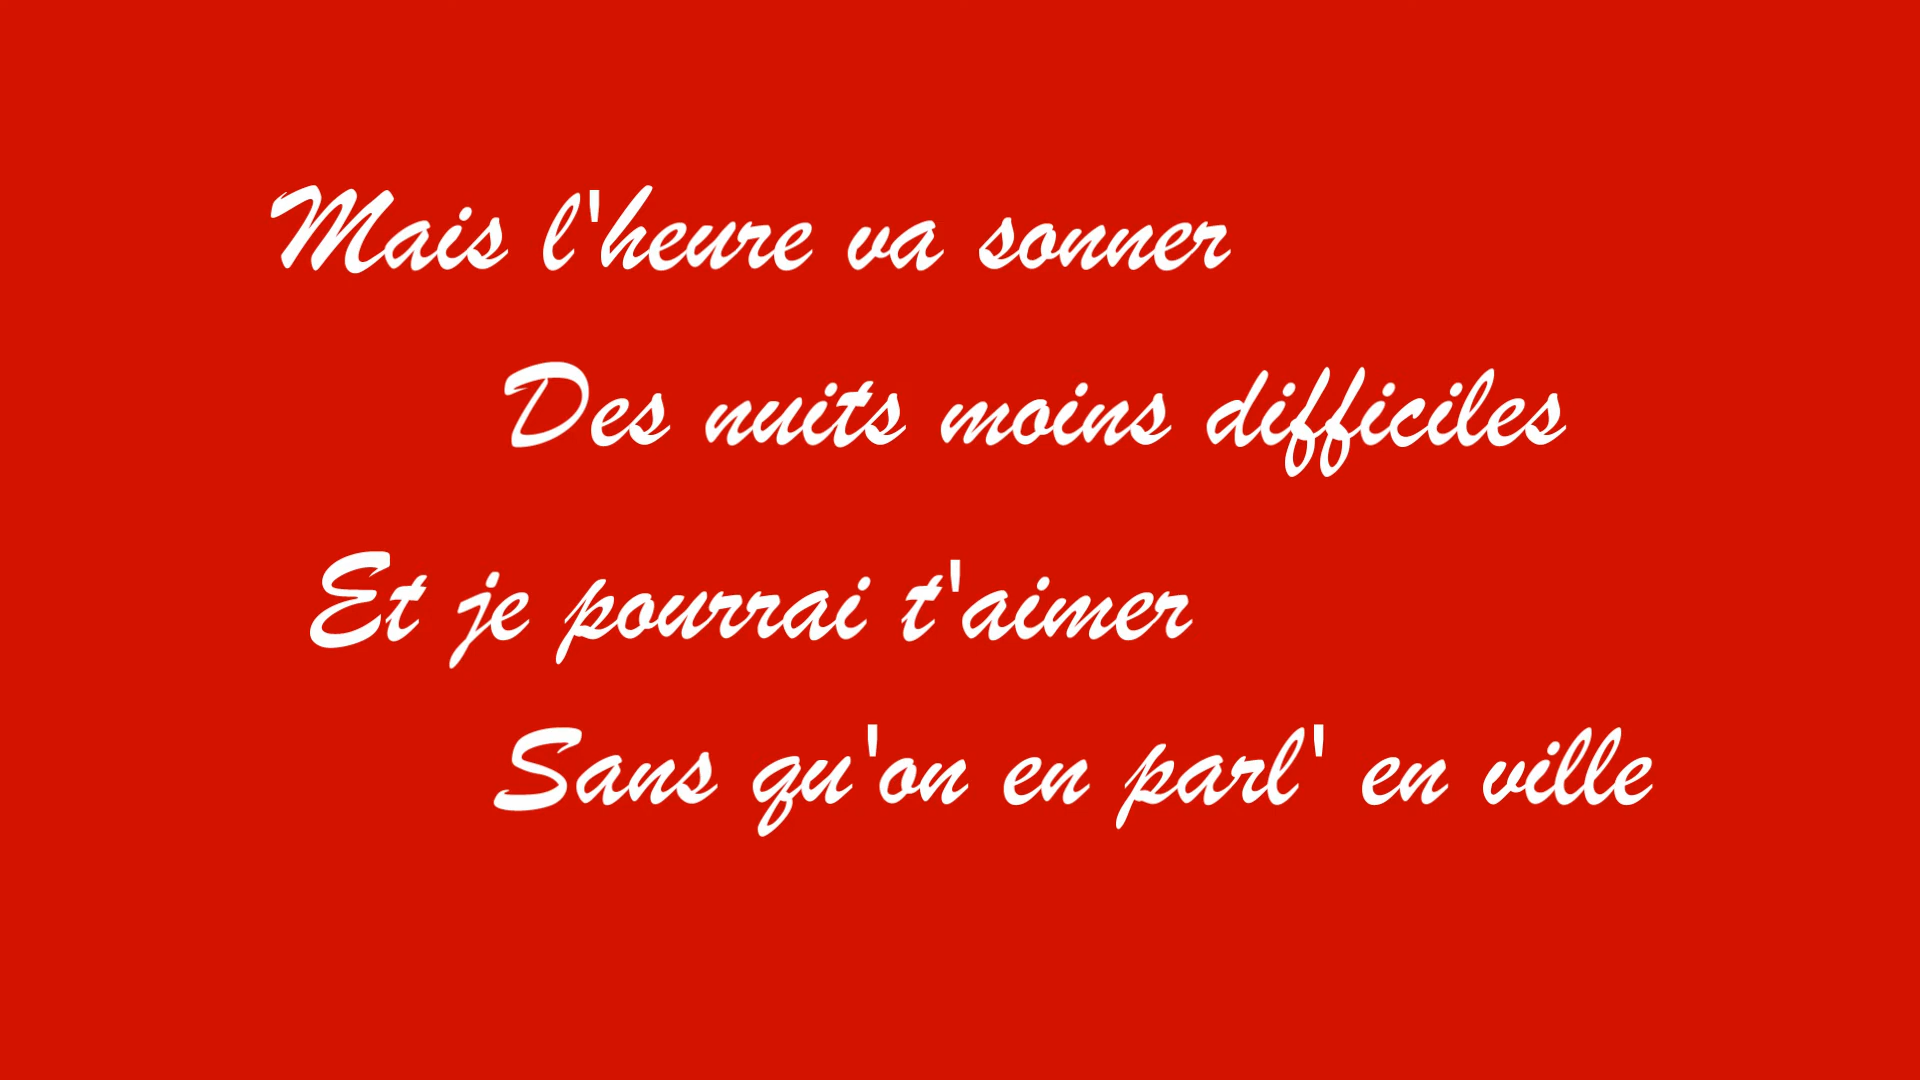 Mais l'heure va sonner
Des nuits moins difficiles
Et je pourrai t'aimer
Sans qu'on en parl' en ville